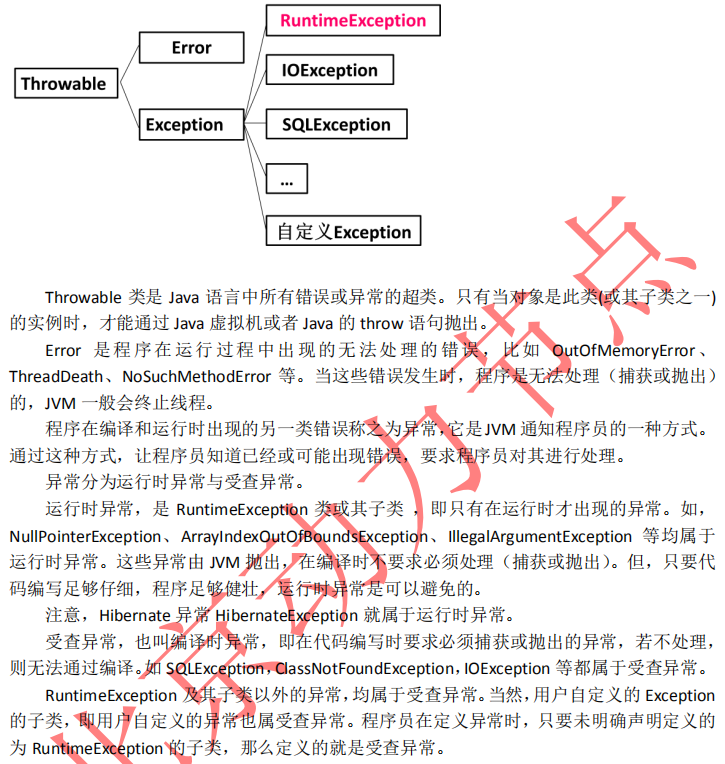 RuntimeException
Error
IOException
Throwable
Exception
SQLException
...
自定义Exception
Throwable 类是 Java 语言中所有错误或异常的超类。只有当对象是此类(或其子类之一)
的实例时，才能通过 Java 虚拟机或者 Java 的 throw 语句抛出。
Error 是程序在运行过程中出现的无法处理的错误，比如 OutOfMemoryError、
ThreadDeath、NoSuchMethodError 等。当这些错误发生时，程序是无法处理（捕获或抛出）
的，JVM 一般会终止线程。
程序在编译和运行时出现的另一类错误称之为异常，它是 JVM 通知程序员的一种方式。
通过这种方式，让程序员知道已经或可能出现错误，要求程序员对其进行处理。
异常分为运行时异常与受查异常。
运行时异常，是 RuntimeException 类或其子类 ，即只有在运行时才出现的异常。如，
NullPointerException、ArrayIndexOutOfBoundsException、IllegalArgumentException 等均属于
运行时异常。这些异常由 JVM 抛出，在编译时不要求必须处理（捕获或抛出）。但，只要代
码编写足够仔细，程序足够健壮，运行时异常是可以避免的。
注意，Hibernate 异常 HibernateException 就属于运行时异常。
受查异常，也叫编译时异常，即在代码编写时要求必须捕获或抛出的异常，若不处理，
则无法通过编译。如 SQLException，ClassNotFoundException，IOException 等都属于受查异常。
RuntimeException 及其子类以外的异常，均属于受查异常。当然，用户自定义的 Exception
的子类，即用户自定义的异常也属受查异常。程序员在定义异常时，只要未明确声明定义的
为 RuntimeException 的子类，那么定义的就是受查异常。
北京动力节点